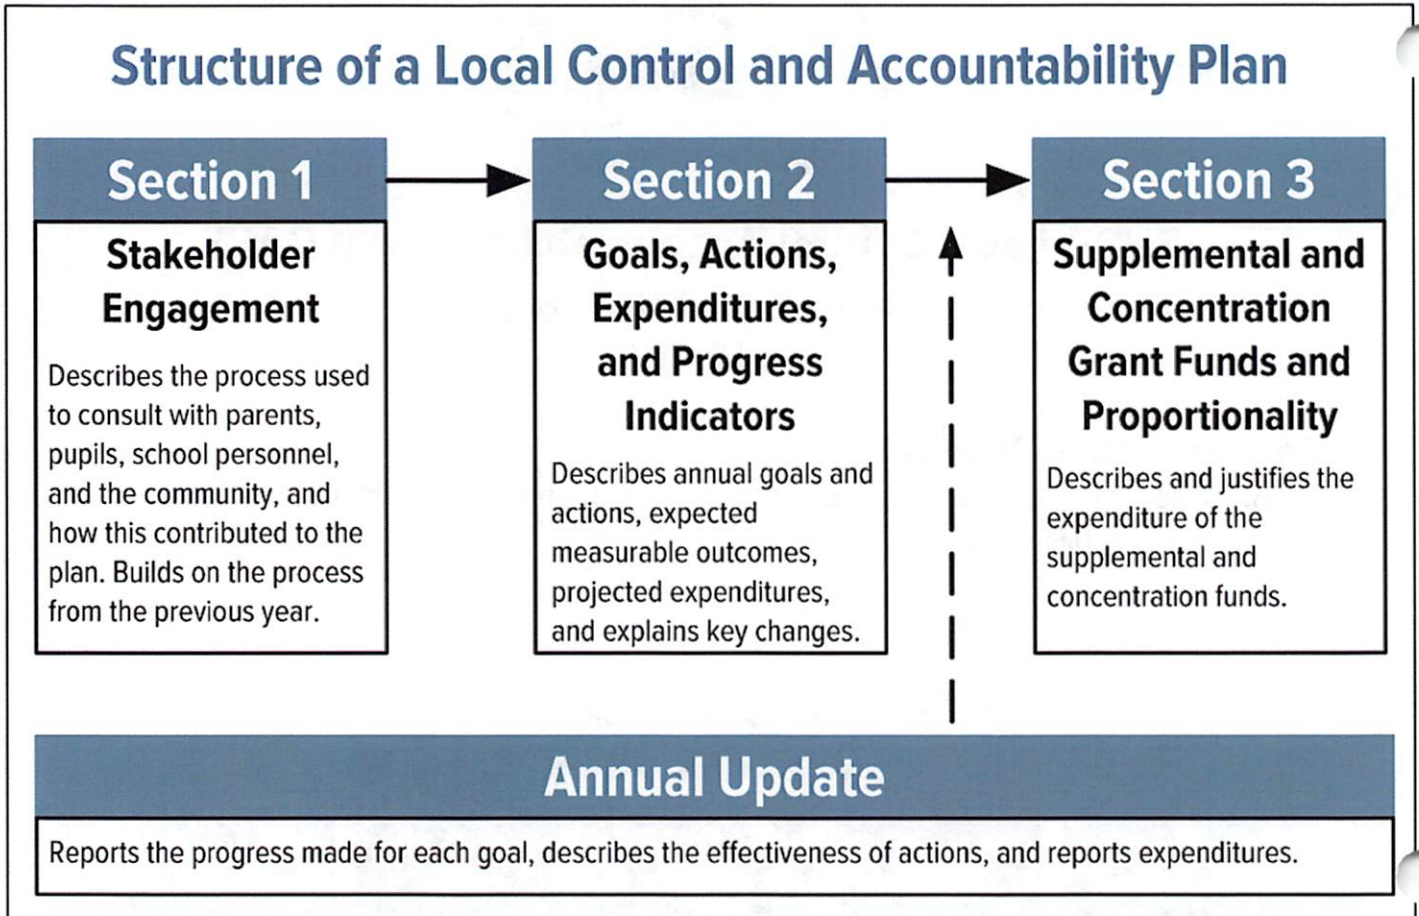 Structure of a Local Control and Accountability Plan
Section 1
Stakeholder
Engagement
Describes the process used
to consult with parents,
pupils, school personnel,
and the community, and
how this contributed to the
plan. Builds on the process
from the previous year.
Section 2
Goals, Actions,
Expenditures,
and Progress
Indicators
Describes annual goals and
actions, expected
measurable outcomes,
projected expenditures,
and explains key changes.
Section 3
Supplemental and
Concentration
Grant Funds and
Proportionality
Describes and justifies the
expenditure of the
supplemental and
concentration funds.
Annual Update
Reports the progress made for each goal, describes the effectiveness of actions, and reports expenditures.